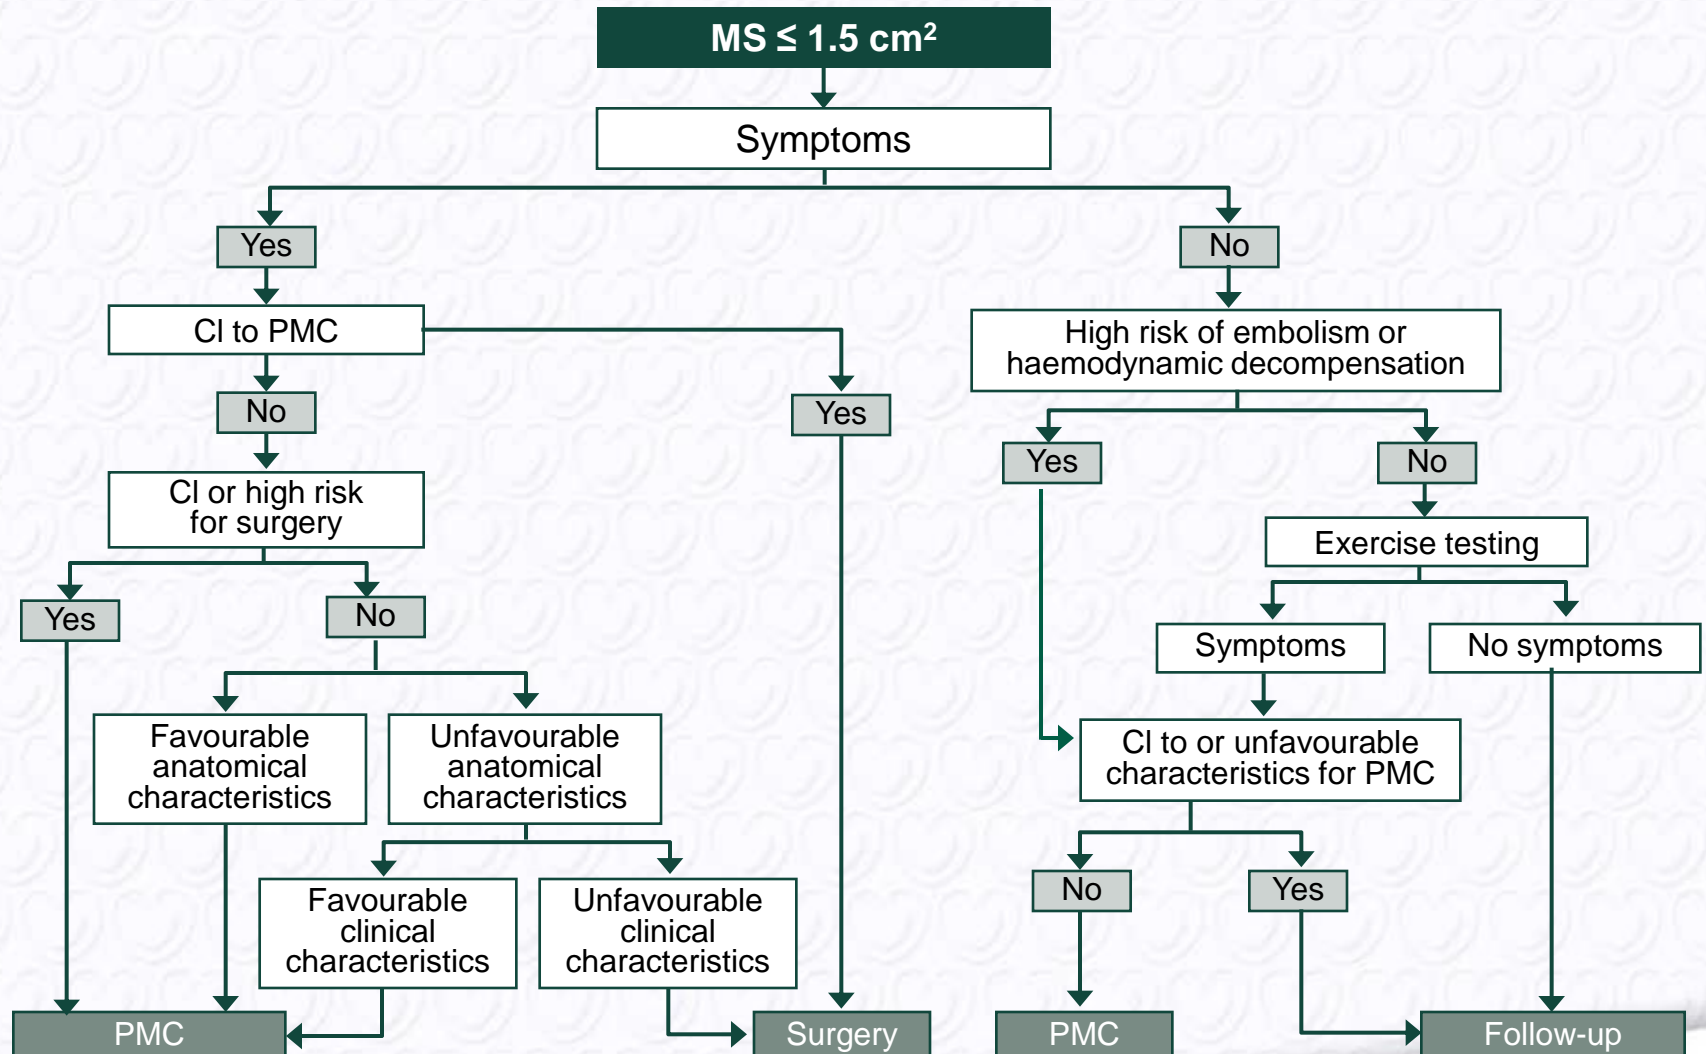 MS ≤ 1.5 cm²
Symptoms
Yes
No
CI to PMC
High risk of embolism or
haemodynamic decompensation
No
Yes
Yes
No
CI or high risk
for surgery
Exercise testing
Yes
No
Symptoms
No symptoms
Favourable
anatomical
characteristics
Unfavourable
anatomical
characteristics
CI to or unfavourable
characteristics for PMC
No
Yes
Favourable
clinical
characteristics
Unfavourable
clinical
characteristics
PMC
Surgery
PMC
Follow-up